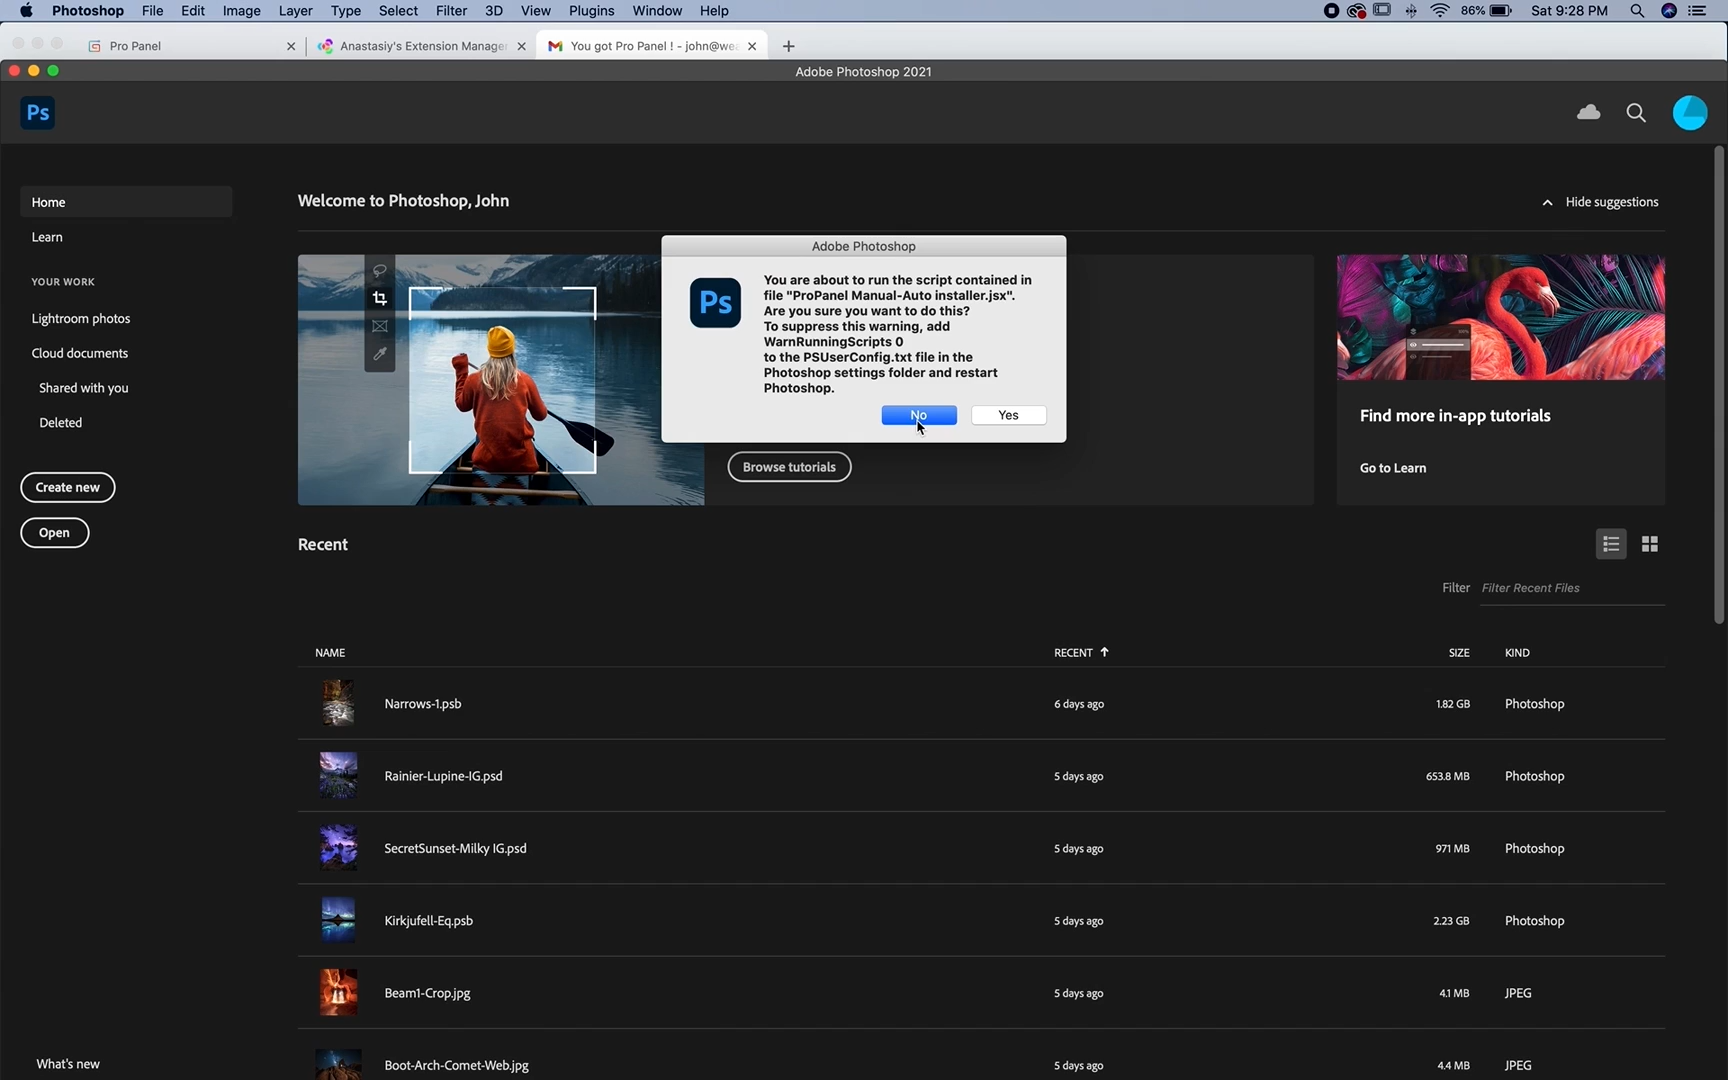 Photoshop File Edit Image Layer Type Select Filter 3D View Plugins Window Help 86% Sat 9:28 PM
Pro Panel Anastasiy's Extension Manager You got Pro Panel ! - john@wea
Adobe Photoshop 2021
Ps
Home
Learn
YOUR WORK
Lightroom photos
Cloud documents
Shared with you
Deleted
Create new
Open
What's new
Welcome to Photoshop, John
Hide suggestions
Adobe Photoshop
Ps
You are about to run the script contained in
file "ProPanel Manual-Auto installer.jsx".
Are you sure you want to do this?
To suppress this warning, add
WarnRunningScripts 0
to the PSUserConfig.txt file in the
Photoshop settings folder and restart
Photoshop.
No Yes
Browse tutorials
Find more in-app tutorials
Go to Learn
Recent
Filter Filter Recent Files
NAME RECENT SIZE KIND
Narrows-1.psb 6 days ago 1.82 GB Photoshop
Rainier-Lupine-IG.psd 5 days ago 653.8 MB Photoshop
SecretSunset-Milky IG.psd 5 days ago 971 MB Photoshop
Kirkjufell-Eq.psb 5 days ago 2.23 GB Photoshop
Beam1-Crop.jpg 5 days ago 4.1 MB JPEG
Boot-Arch-Comet-Web.jpg 5 days ago 4.4 MB JPEG